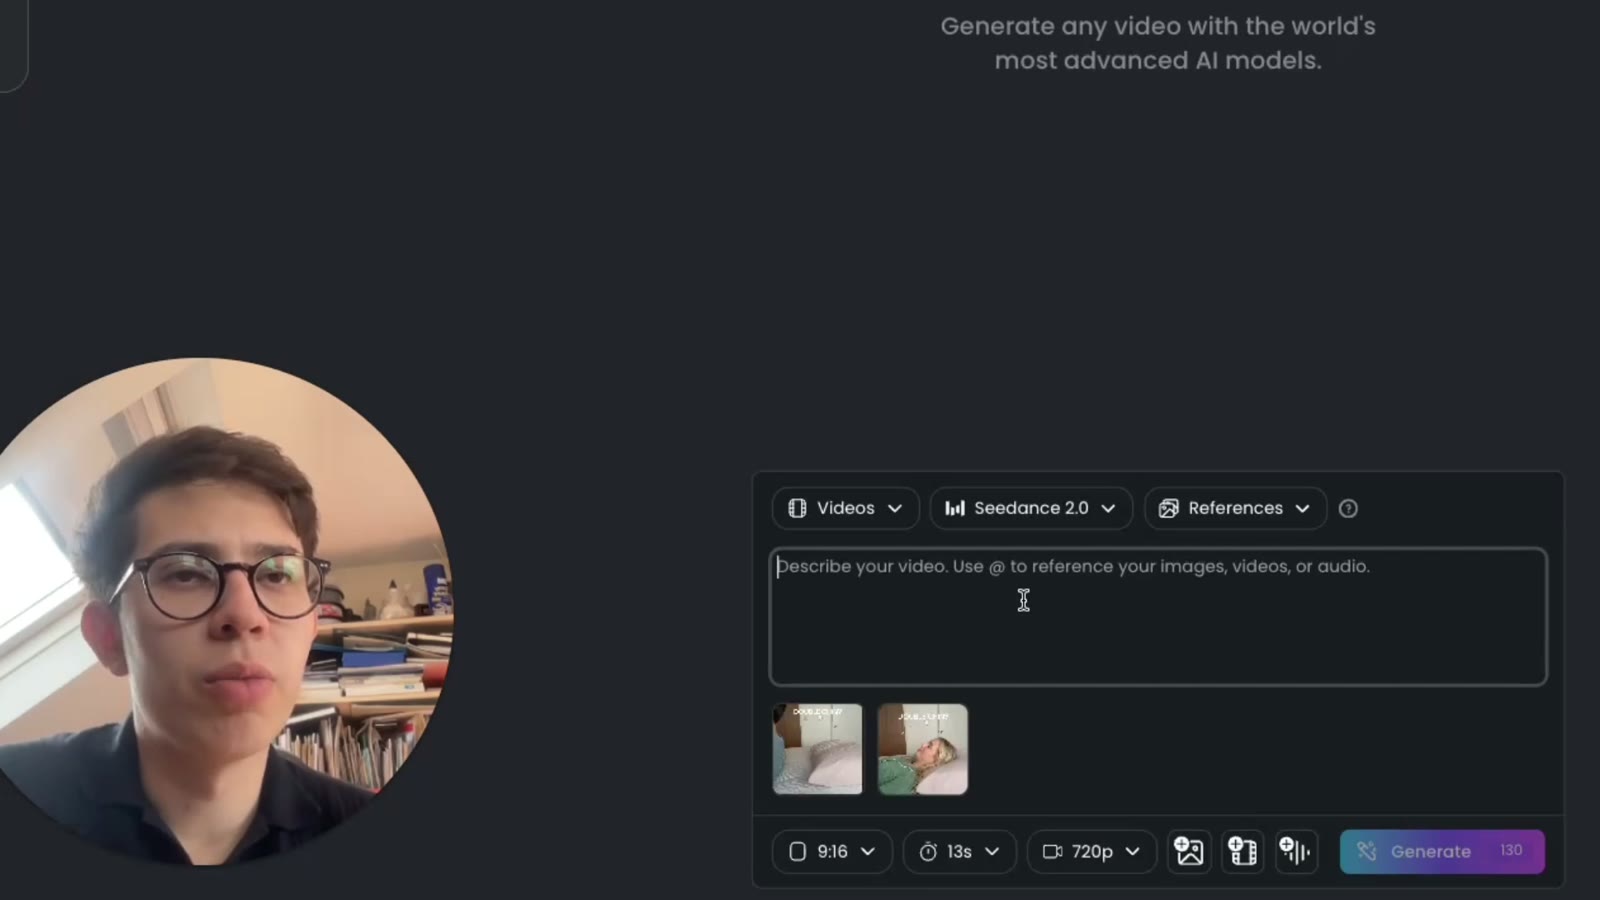 Generate any video with the world's
most advanced AI models.
Videos
Seedance 2.0
References
?
Describe your video. Use @ to reference your images, videos, or audio.
9:16
13s
720p
Generate 130